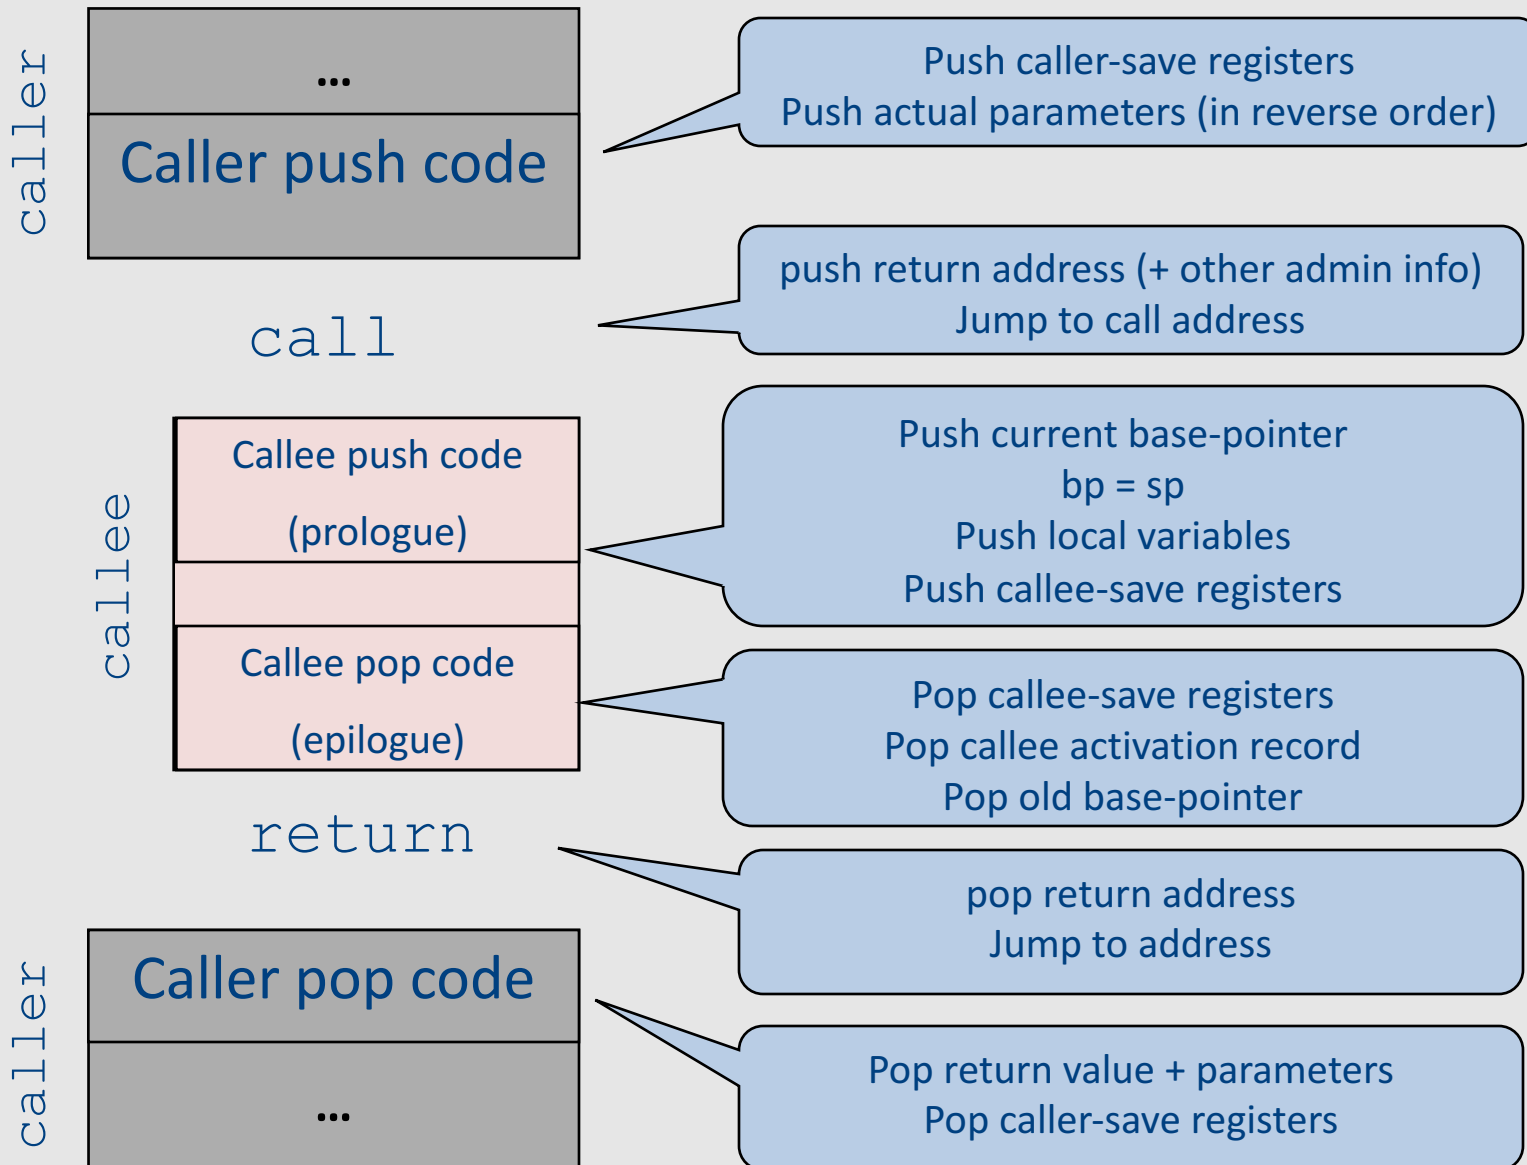 caller
...
Caller push code
Push caller-save registers
Push actual parameters (in reverse order)
call
push return address (+ other admin info)
Jump to call address
callee
Callee push code
(prologue)
Push current base-pointer
bp = sp
Push local variables
Push callee-save registers
Callee pop code
(epilogue)
Pop callee-save registers
Pop callee activation record
Pop old base-pointer
return
pop return address
Jump to address
caller
Caller pop code
...
Pop return value + parameters
Pop caller-save registers